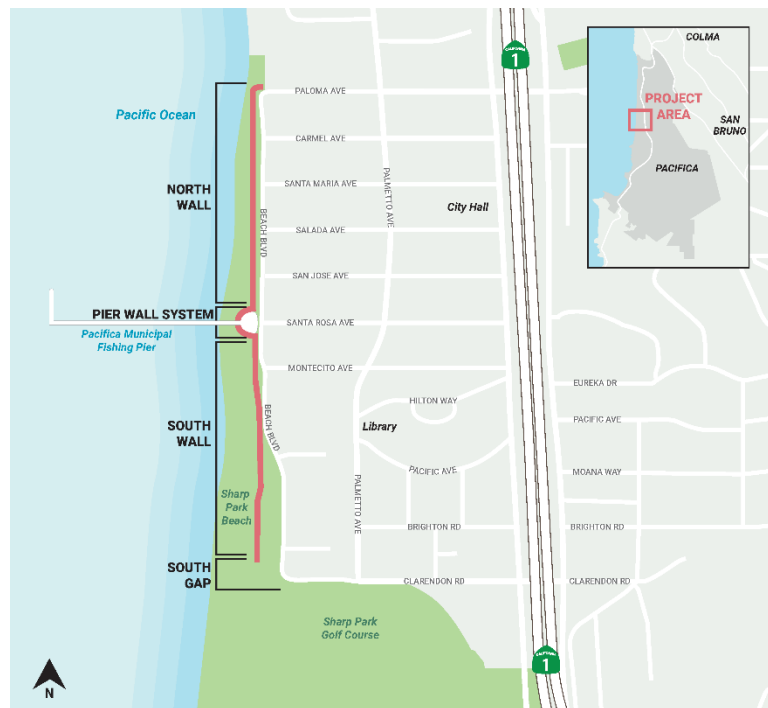 COLMA
PROJECT
AREA
SAN
BRUNO
PACIFICA
CALIFORNIA
1
PALOMA AVE
Pacific Ocean
CARMEL AVE
NORTH
WALL
SANTA MARIA AVE
PALMETTO AVE
City Hall
BEACH BLVD
SALADA AVE
SAN JOSE AVE
PIER WALL SYSTEM
SANTA ROSA AVE
Pacifica Municipal
Fishing Pier
MONTECITO AVE
EUREKA DR
HILTON WAY
BEACH BLVD
PACIFIC AVE
SOUTH
WALL
Library
PACIFIC AVE
MOANA WAY
Sharp
Park
Beach
PALMETTO AVE
BRIGHTON RD
BRIGHTON RD
SOUTH
GAP
CLARENDON RD
CLARENDON RD
Sharp Park
Golf Course
CALIFORNIA
1
N